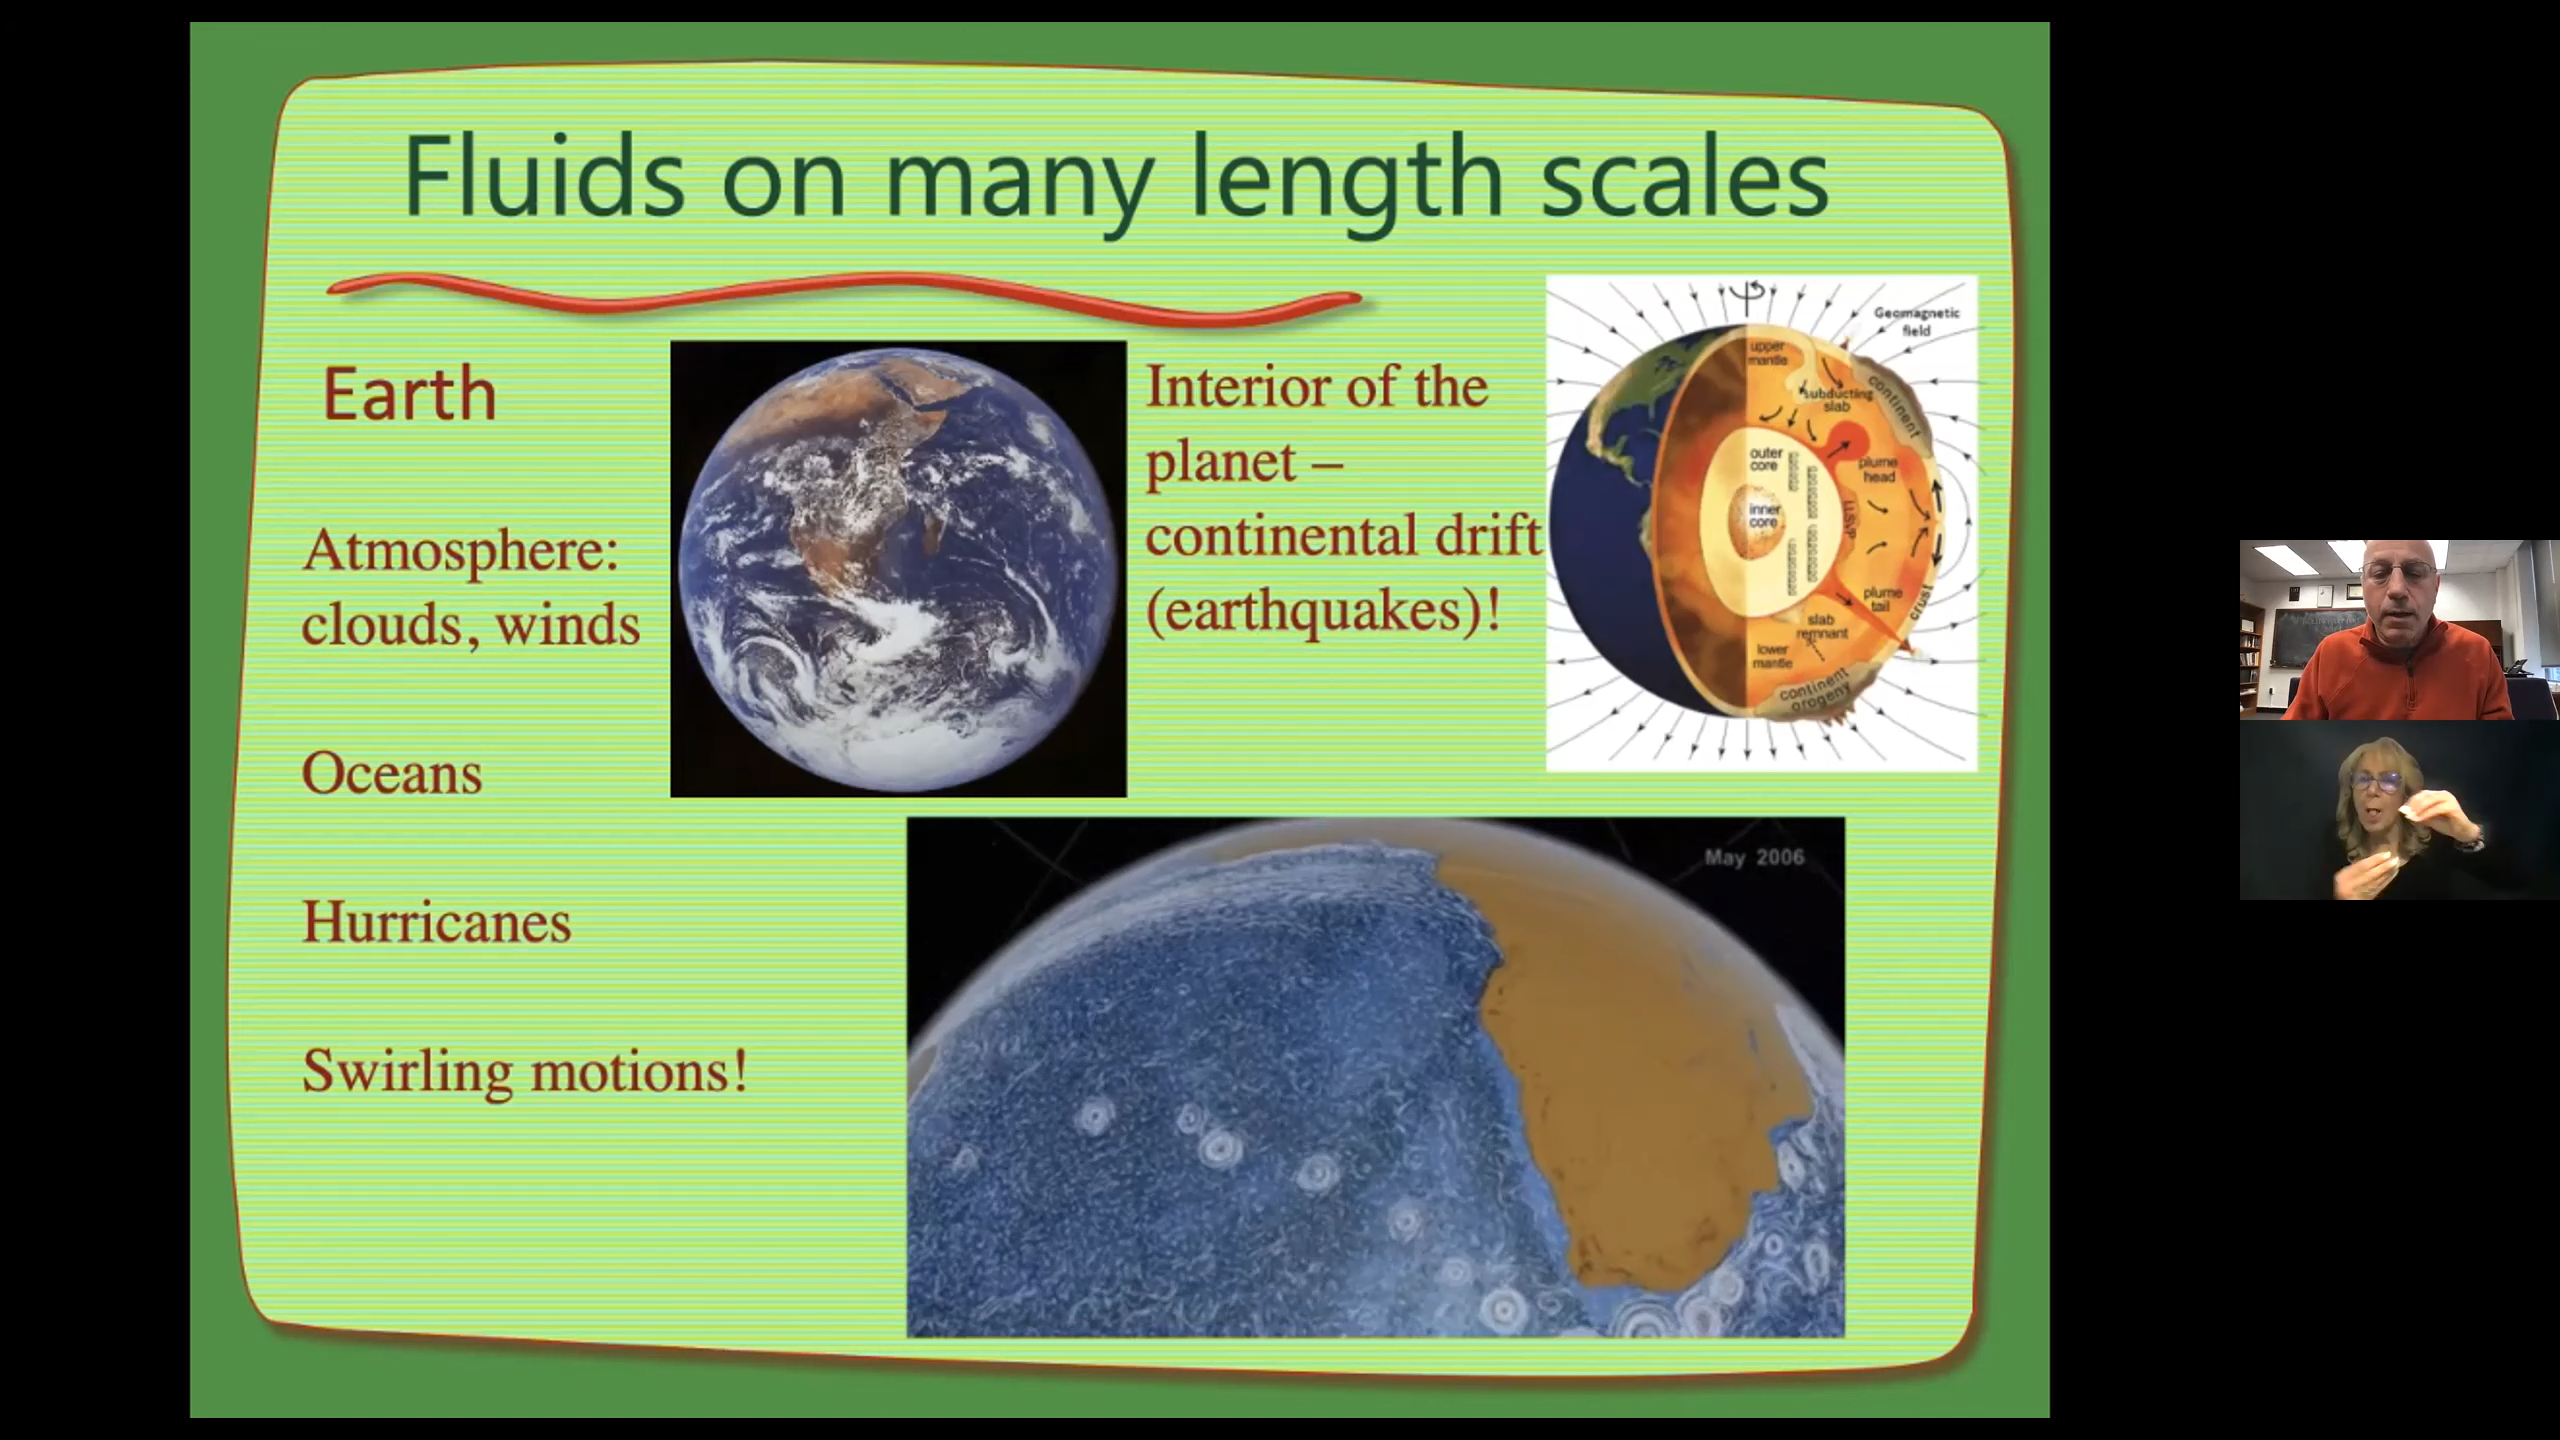 Fluids on many length scales
Earth
Atmosphere:
clouds, winds
Oceans
Hurricanes
Swirling motions!
Interior of the
planet –
continental drift
(earthquakes)!
Geomagnetic
field
upper
mantle
subducting
slab
continent
outer
core
plume
head
inner
core
LLSVP
plume
tail
crust
slab
remnant
lower
mantle
continent
orogeny
May 2006